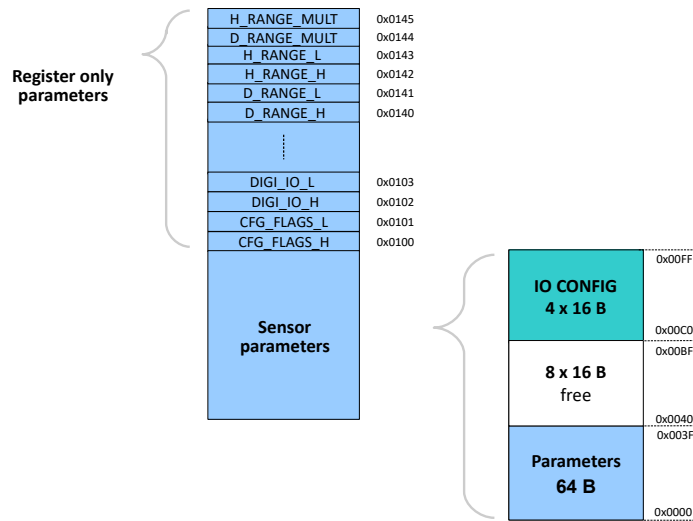 H_RANGE_MULT 0x0145
D_RANGE_MULT 0x0144
H_RANGE_L 0x0143
H_RANGE_H 0x0142
D_RANGE_L 0x0141
D_RANGE_H 0x0140
Register only
parameters
DIGI_IO_L 0x0103
DIGI_IO_H 0x0102
CFG_FLAGS_L 0x0101
CFG_FLAGS_H 0x0100
Sensor
parameters
0x00FF
IO CONFIG
4 x 16 B
0x00C0
0x00BF
8 x 16 B
free
0x0040
0x003F
Parameters
64 B
0x0000